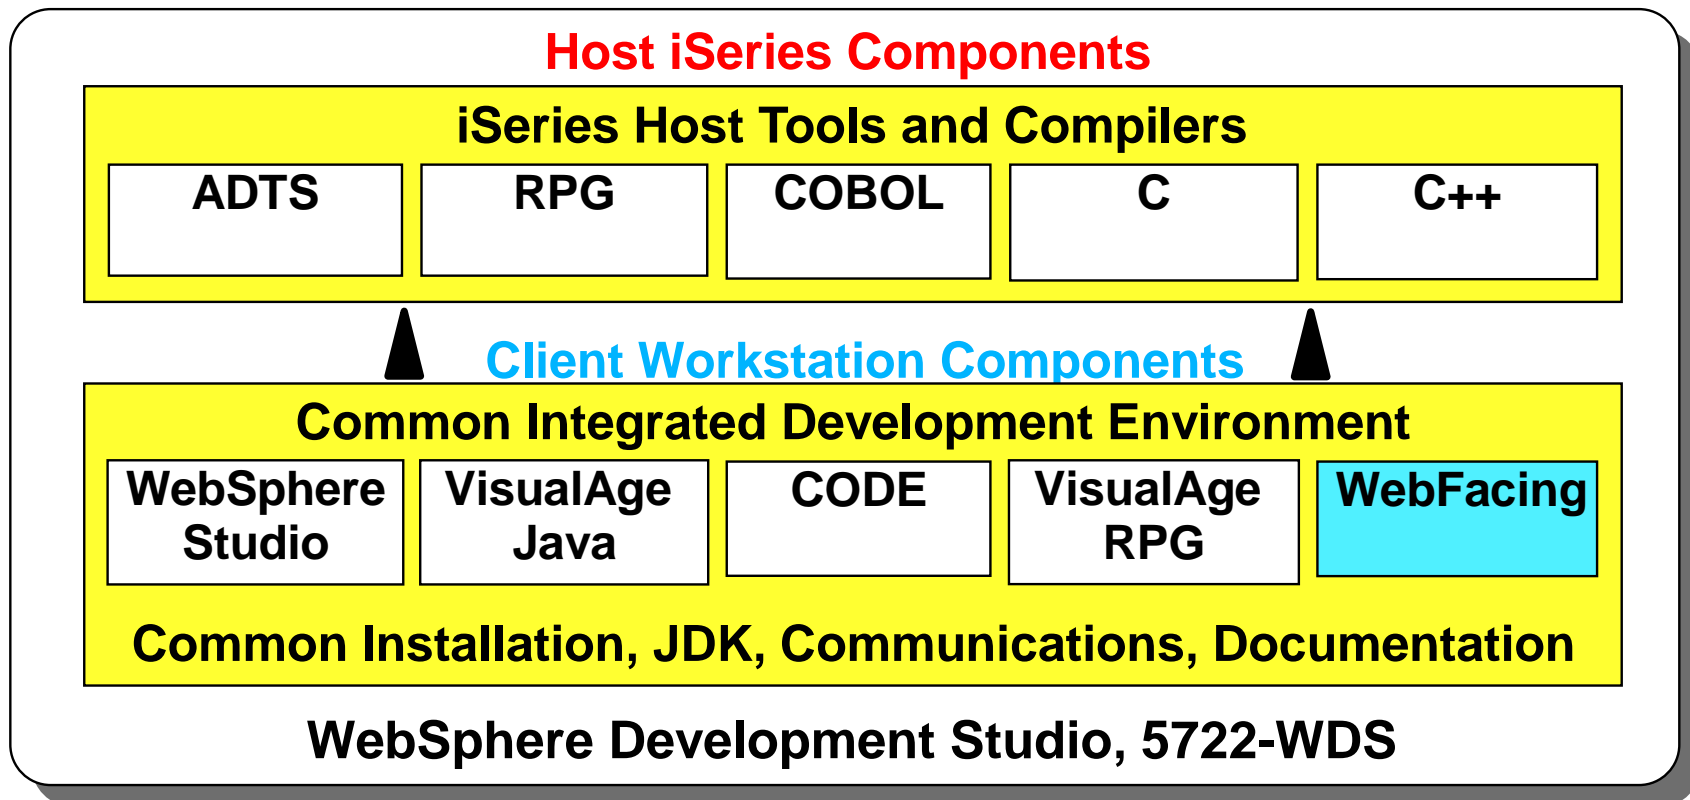 Host iSeries Components
iSeries Host Tools and Compilers
ADTS
RPG
COBOL
C
C++
Client Workstation Components
Common Integrated Development Environment
WebSphere
Studio
VisualAge
Java
CODE
VisualAge
RPG
WebFacing
Common Installation, JDK, Communications, Documentation
WebSphere Development Studio, 5722-WDS